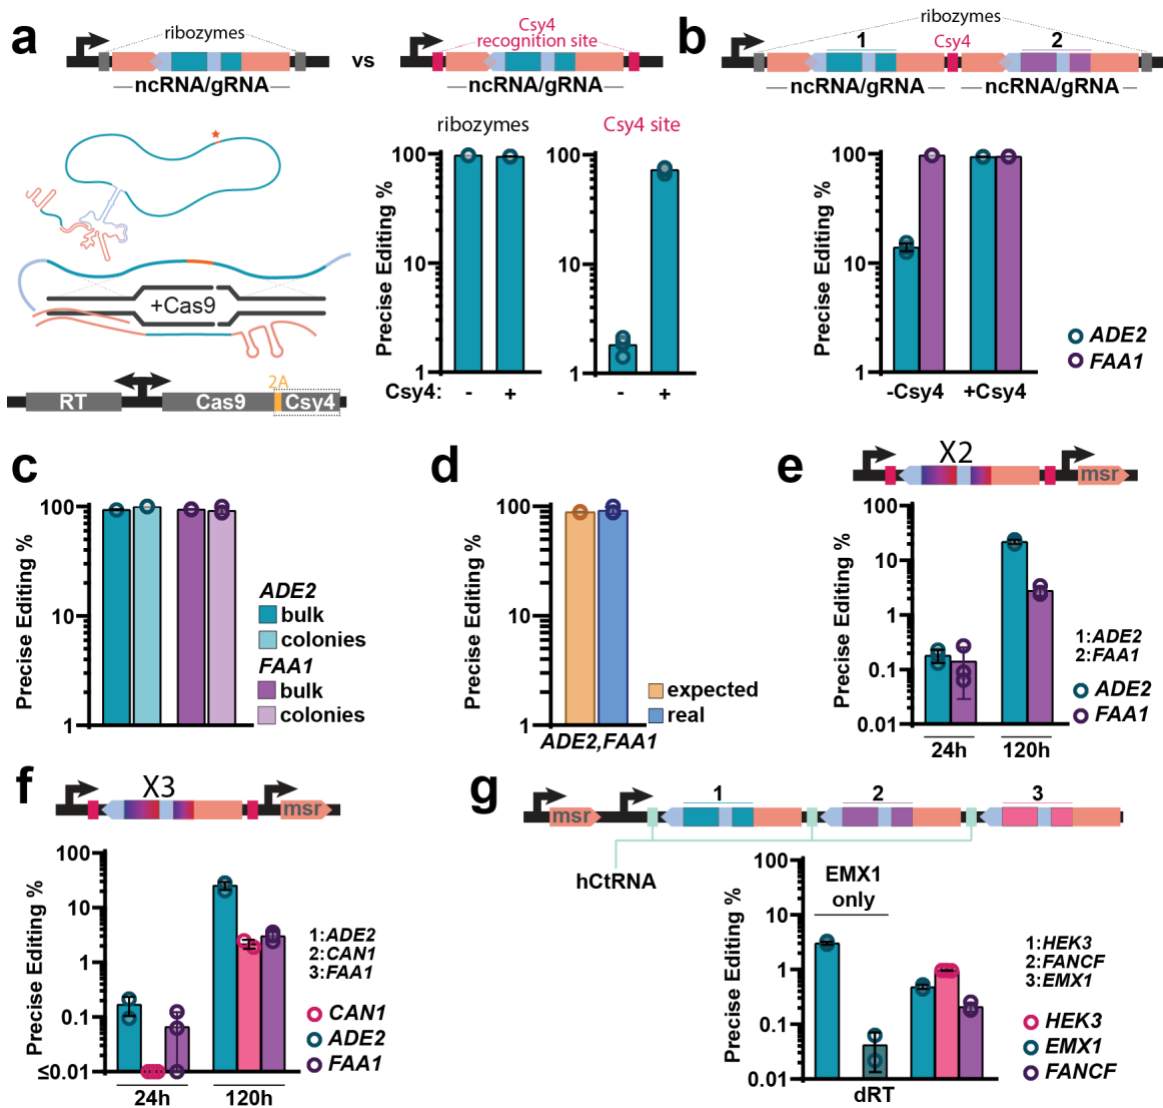 a
ribozymes
ncRNA/gRNA
vs
Csy4
recognition site
ncRNA/gRNA
+Cas9
RT
Cas9
2A
Csy4
ribozymes
Precise Editing %
100
10
1
Csy4:
- +
Csy4 site
100
10
1
- +
b
ribozymes
1
Csy4
2
ncRNA/gRNA
ncRNA/gRNA
Precise Editing %
100
10
1
-Csy4 +Csy4
ADE2
FAA1
c
Precise Editing %
100
10
1
ADE2
bulk
colonies
FAA1
bulk
colonies
d
Precise Editing %
100
10
1
ADE2,FAA1
expected
real
e
X2
msr
Precise Editing %
100
10
1
0.1
0.01
24h 120h
1:ADE2
2:FAA1
ADE2
FAA1
f
X3
msr
Precise Editing %
100
10
1
0.1
≤0.01
24h 120h
1:ADE2
2:CAN1
3:FAA1
CAN1
ADE2
FAA1
g
msr
1
2
3
hCtRNA
Precise Editing %
100
10
1
0.1
0.01
EMX1
only
dRT
1:HEK3
2:FANCF
3:EMX1
HEK3
EMX1
FANCF